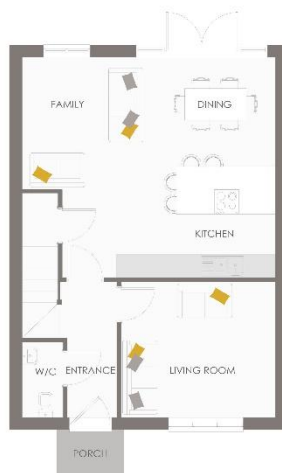 FAMILY
DINING
KITCHEN
W/C
ENTRANCE
LIVING ROOM
PORCH